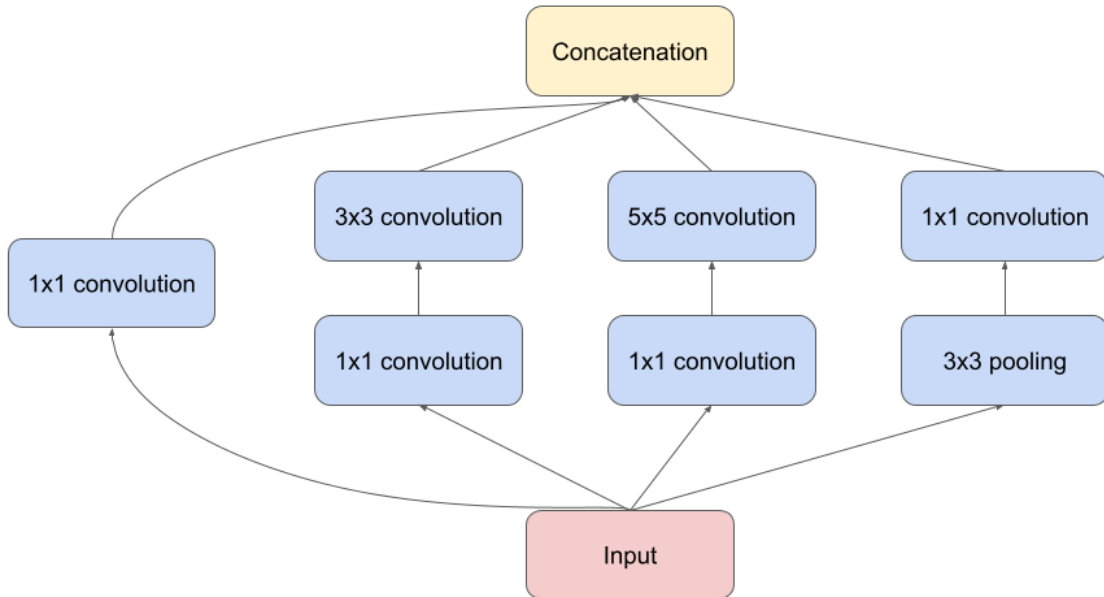 Concatenation
3x3 convolution
5x5 convolution
1x1 convolution
1x1 convolution
1x1 convolution
1x1 convolution
3x3 pooling
Input